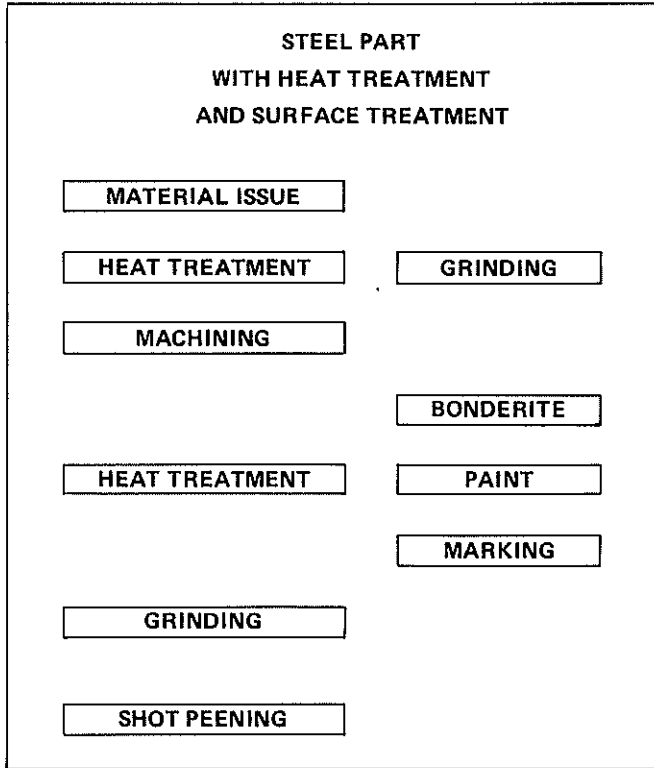 STEEL PART
WITH HEAT TREATMENT
AND SURFACE TREATMENT
MATERIAL ISSUE
HEAT TREATMENT
MACHINING
HEAT TREATMENT
GRINDING
SHOT PEENING
GRINDING
BONDERITE
PAINT
MARKING